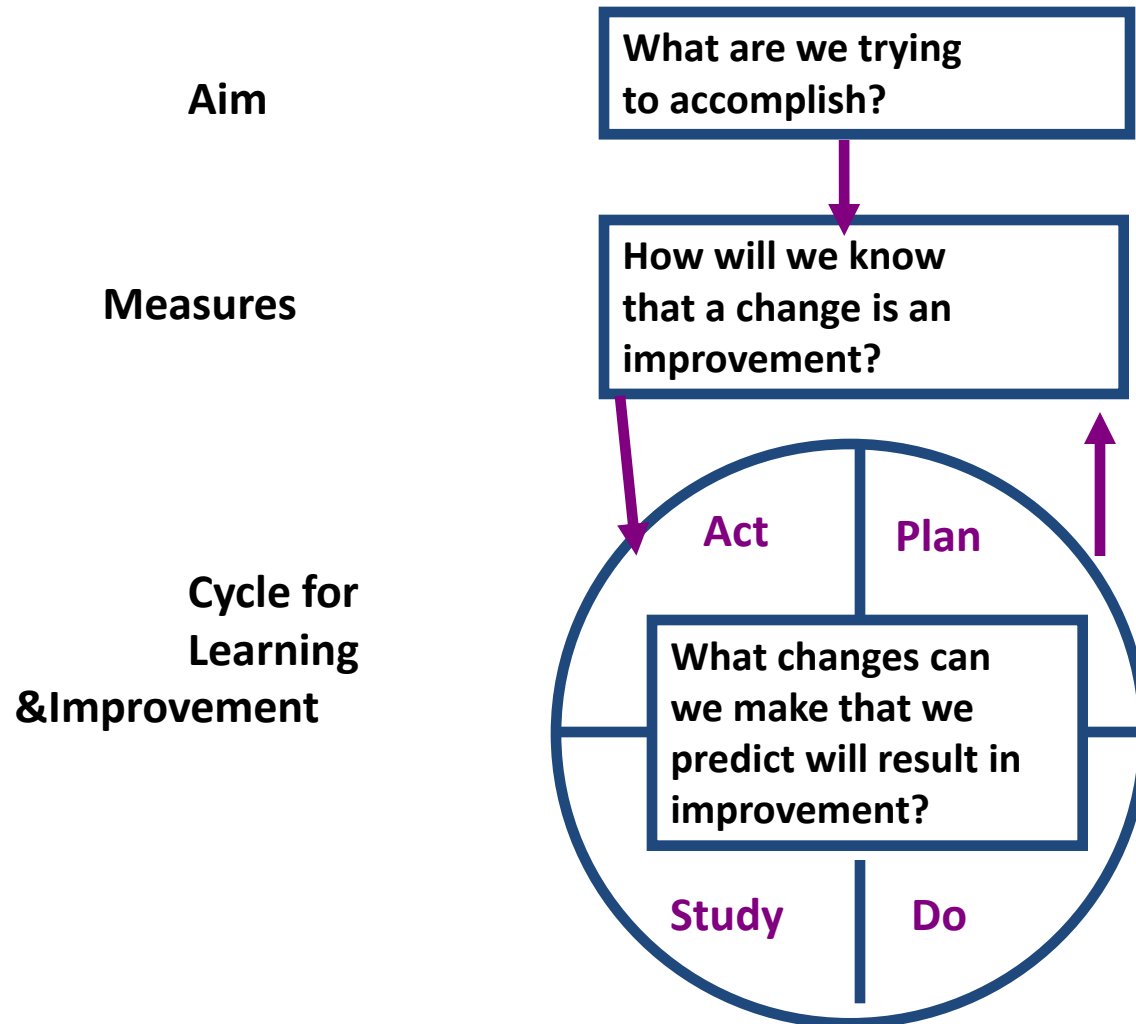 Aim
What are we trying
to accomplish?
Measures
How will we know
that a change is an
improvement?
Act
Plan
Cycle for
Learning
&Improvement
What changes can
we make that we
predict will result in
improvement?
Study
Do